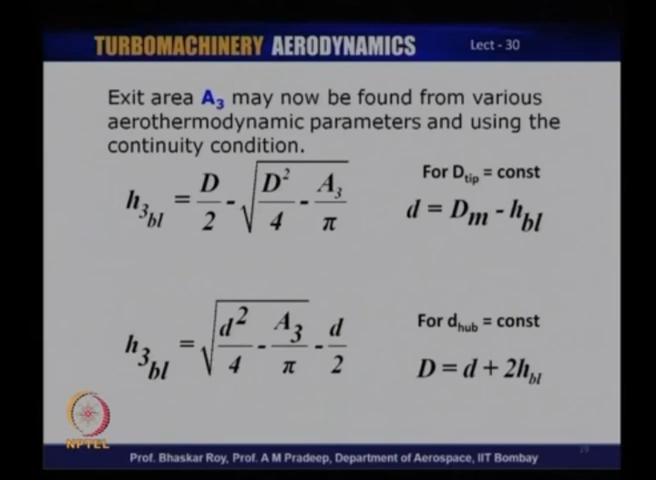 TURBOMACHINERY AERODYNAMICS Lect - 30
Exit area A₃ may now be found from various
aerothermodynamic parameters and using the
continuity condition.
h₃bl = D/2 - √(D²/4 - A₃/π)
For Dtip = const
d = Dm - hbl
h₃bl = √(d²/4 - A₃/π) - d/2
For dhub = const
D = d + 2hbl
NPTEL
Prof. Bhaskar Roy, Prof. A M Pradeep, Department of Aerospace, IIT Bombay